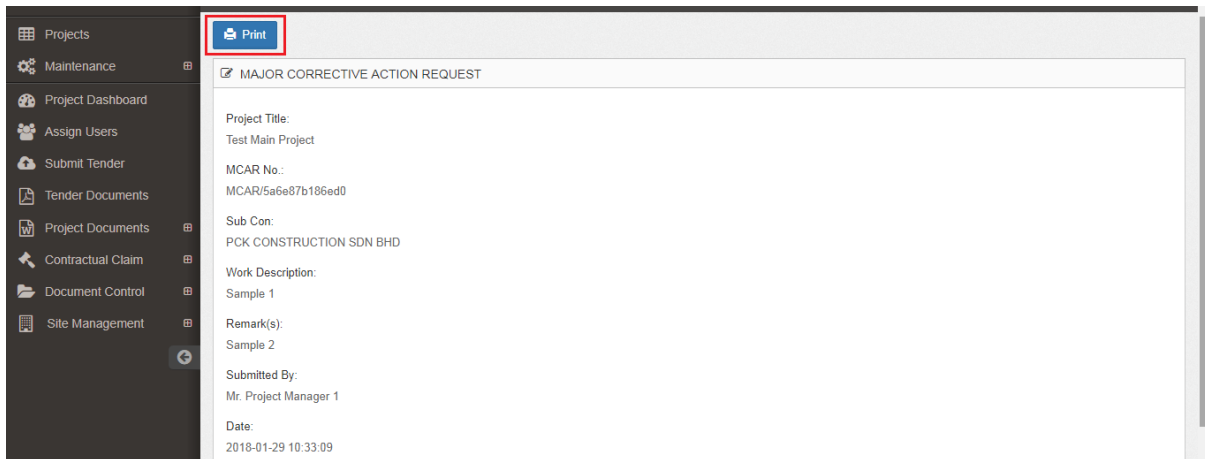 Projects
Maintenance
Project Dashboard
Assign Users
Submit Tender
Tender Documents
Project Documents
Contractual Claim
Document Control
Site Management
Print
MAJOR CORRECTIVE ACTION REQUEST
Project Title:
Test Main Project
MCAR No.:
MCAR/5a6e87b186ed0
Sub Con:
PCK CONSTRUCTION SDN BHD
Work Description:
Sample 1
Remark(s):
Sample 2
Submitted By:
Mr. Project Manager 1
Date:
2018-01-29 10:33:09